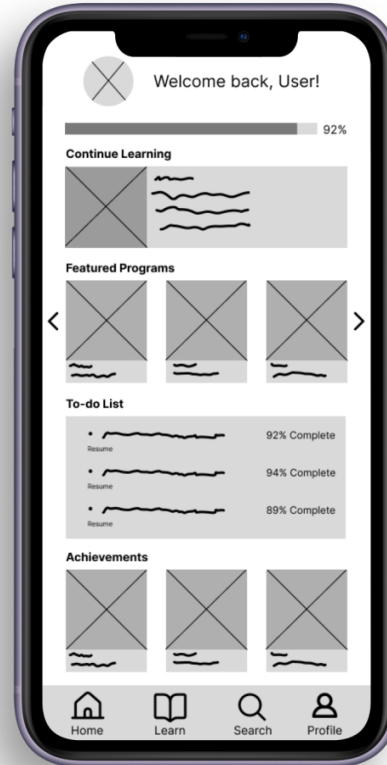 Welcome back, User!
92%
Continue Learning
Featured Programs
To-do List
92% Complete
Resume
94% Complete
Resume
89% Complete
Resume
Achievements
Home Learn Search Profile